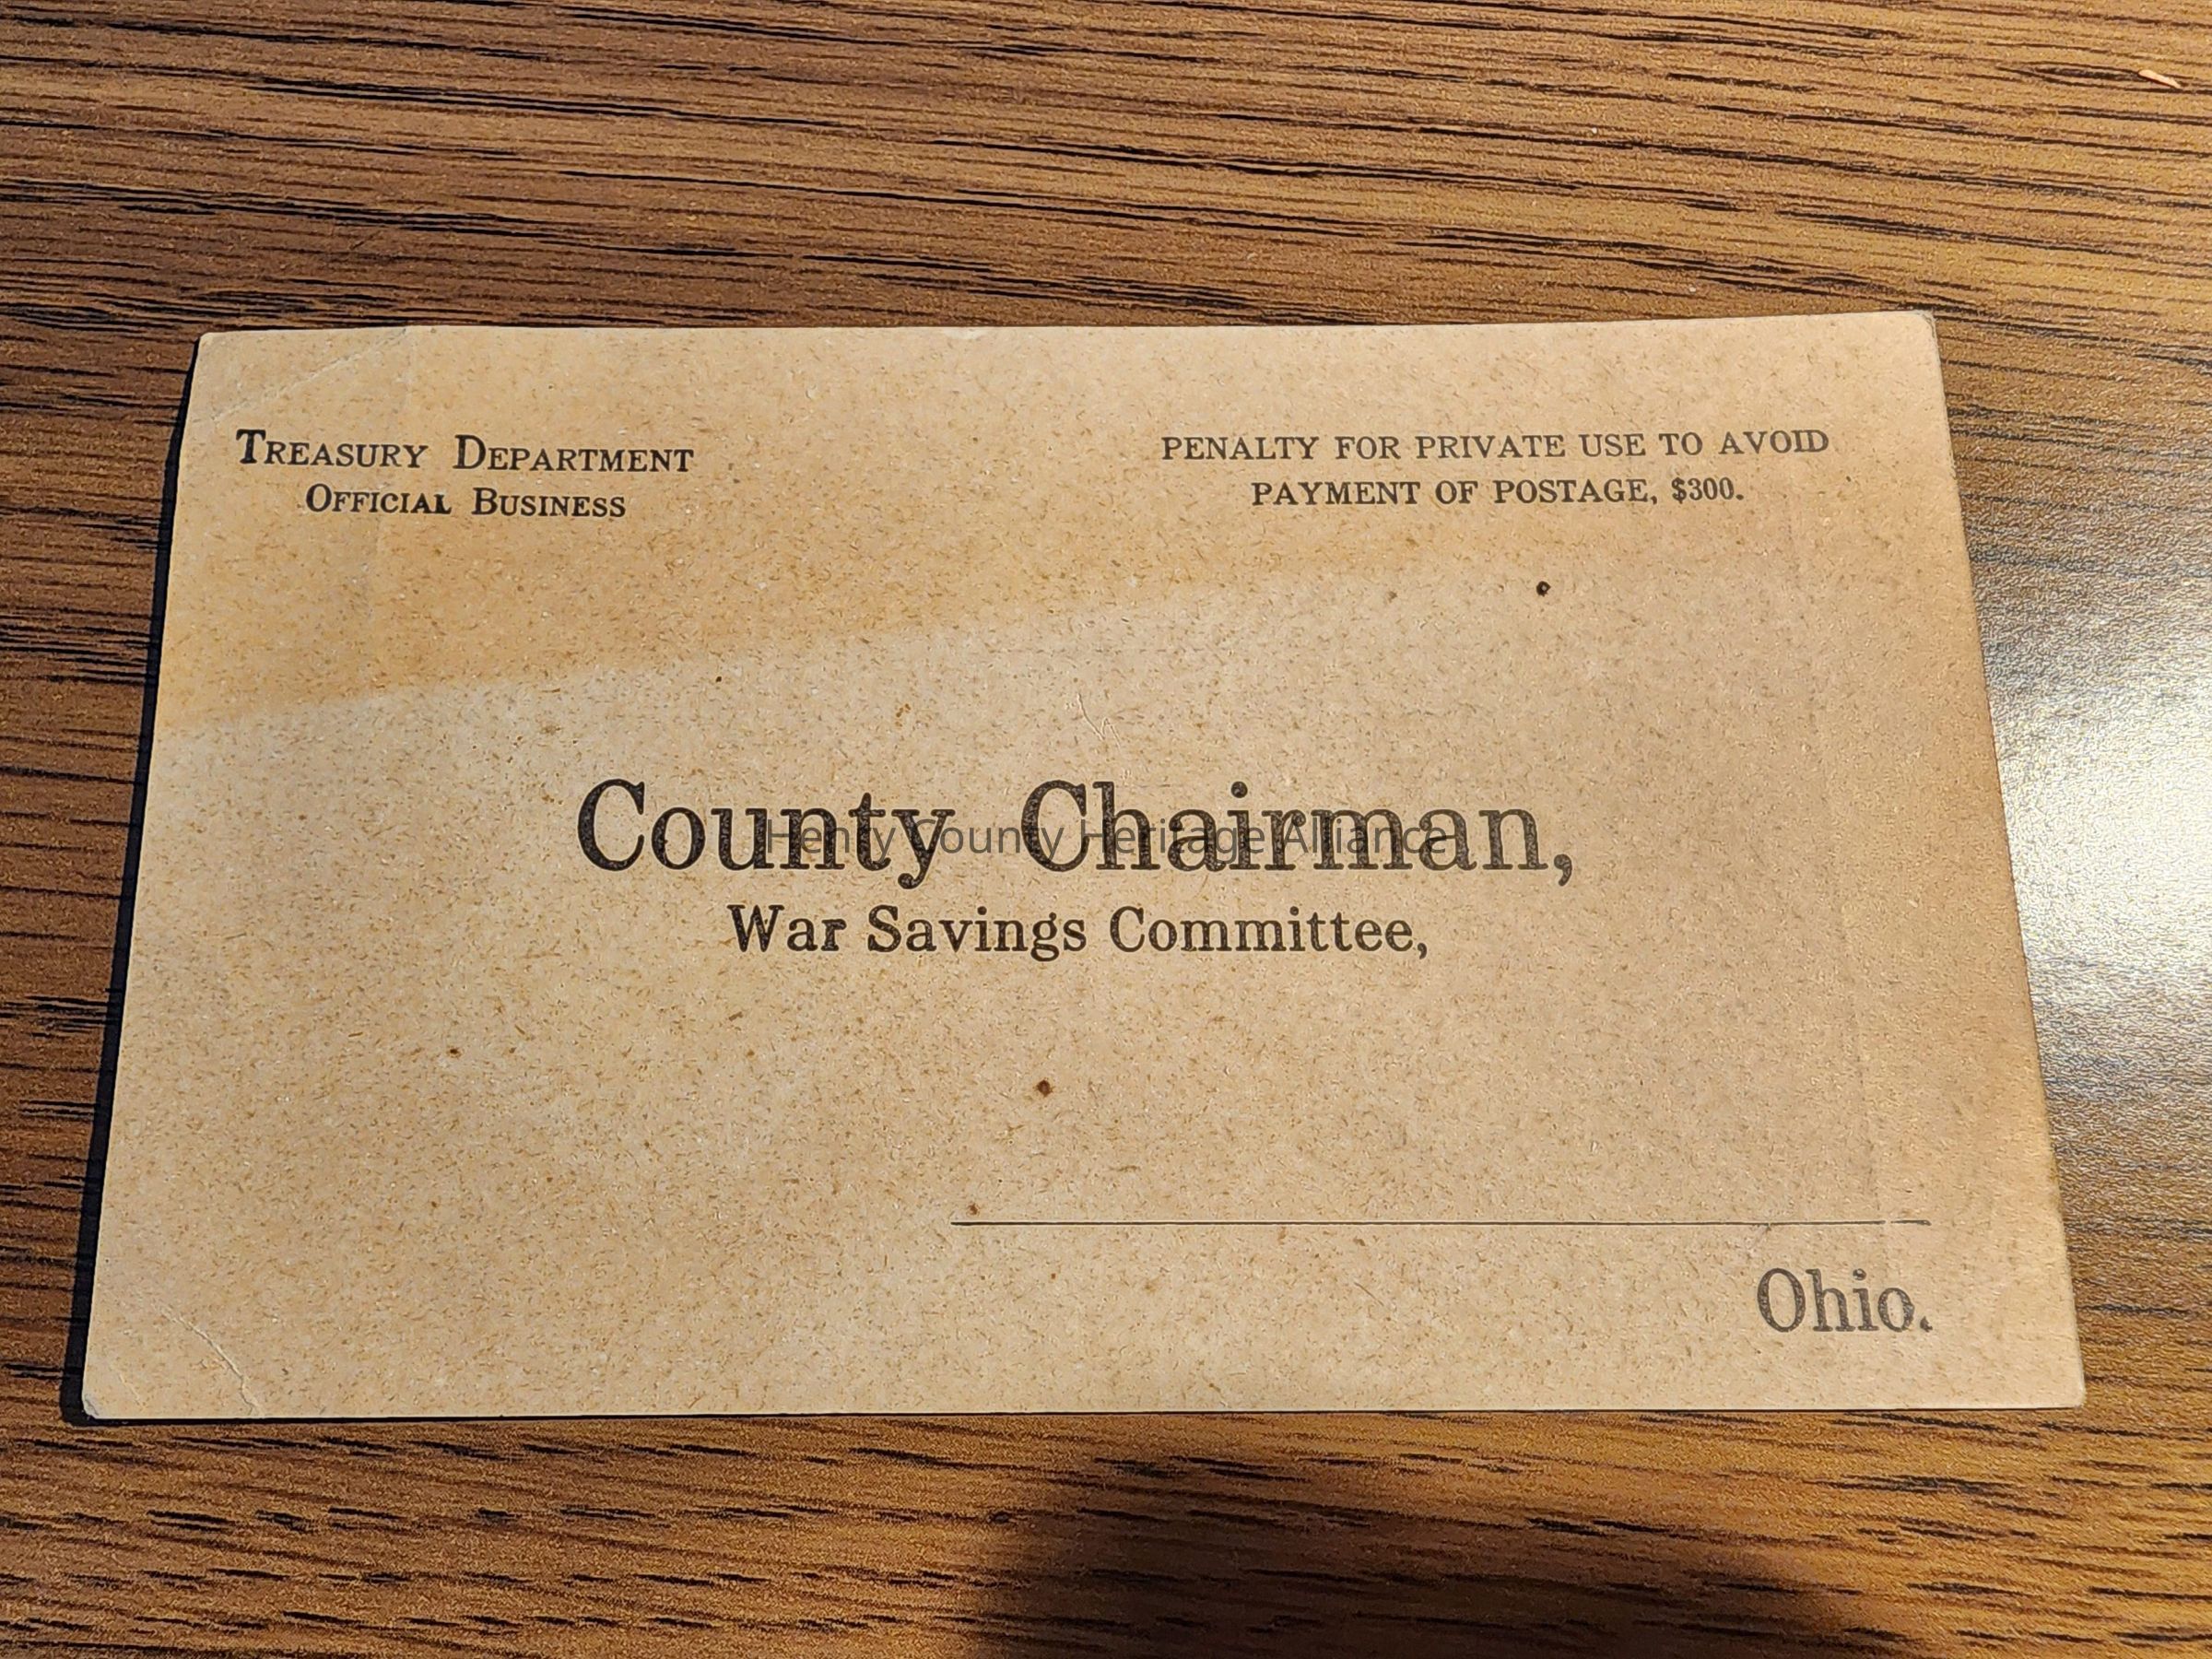 TREASURY DEPARTMENT
OFFICIAL BUSINESS
PENALTY FOR PRIVATE USE TO AVOID
PAYMENT OF POSTAGE, $300.
County Chairman,
Henry County Heritage Alliance
War Savings Committee,
Ohio.